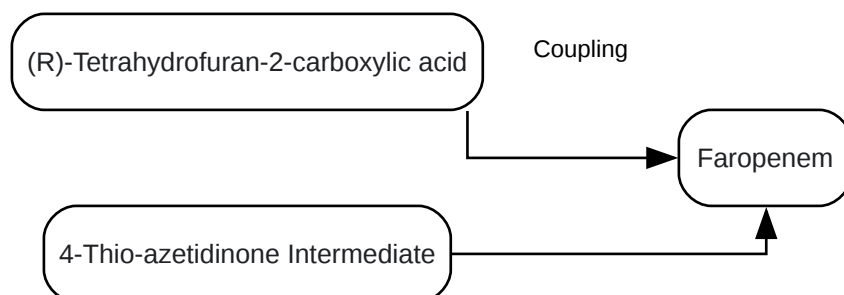 (R)-Tetrahydrofuran-2-carboxylic acid
Coupling
Faropenem
4-Thio-azetidinone Intermediate